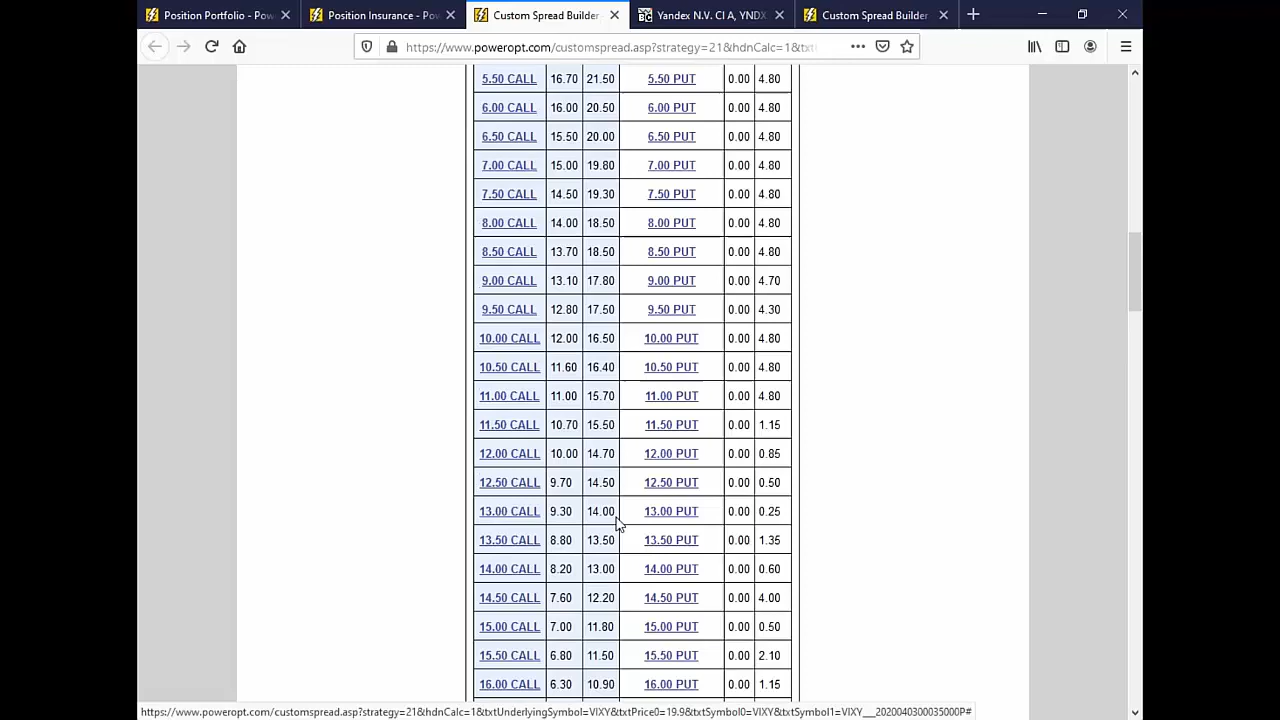 Position Portfolio - Pow
Position Insurance - Pow
Custom Spread Builder -
Yandex N.V. Cl A, YNDX
Custom Spread Builder
https://www.poweropt.com/customspread.asp?strategy=21&hdnCalc=1&txt
5.50 CALL 16.70 21.50 5.50 PUT 0.00 4.80
6.00 CALL 16.00 20.50 6.00 PUT 0.00 4.80
6.50 CALL 15.50 20.00 6.50 PUT 0.00 4.80
7.00 CALL 15.00 19.80 7.00 PUT 0.00 4.80
7.50 CALL 14.50 19.30 7.50 PUT 0.00 4.80
8.00 CALL 14.00 18.50 8.00 PUT 0.00 4.80
8.50 CALL 13.70 18.50 8.50 PUT 0.00 4.80
9.00 CALL 13.10 17.80 9.00 PUT 0.00 4.70
9.50 CALL 12.80 17.50 9.50 PUT 0.00 4.30
10.00 CALL 12.00 16.50 10.00 PUT 0.00 4.80
10.50 CALL 11.60 16.40 10.50 PUT 0.00 4.80
11.00 CALL 11.00 15.70 11.00 PUT 0.00 4.80
11.50 CALL 10.70 15.50 11.50 PUT 0.00 1.15
12.00 CALL 10.00 14.70 12.00 PUT 0.00 0.85
12.50 CALL 9.70 14.50 12.50 PUT 0.00 0.50
13.00 CALL 9.30 14.00 13.00 PUT 0.00 0.25
13.50 CALL 8.80 13.50 13.50 PUT 0.00 1.35
14.00 CALL 8.20 13.00 14.00 PUT 0.00 0.60
14.50 CALL 7.60 12.20 14.50 PUT 0.00 4.00
15.00 CALL 7.00 11.80 15.00 PUT 0.00 0.50
15.50 CALL 6.80 11.50 15.50 PUT 0.00 2.10
16.00 CALL 6.30 10.90 16.00 PUT 0.00 1.15
https://www.poweropt.com/customspread.asp?strategy=21&hdnCalc=1&txtUnderlyingSymbol=VIXY&txtPrice0=19.9&txtSymbol0=VIXY&txtSymbol1=VIXY__2020040300035000P#